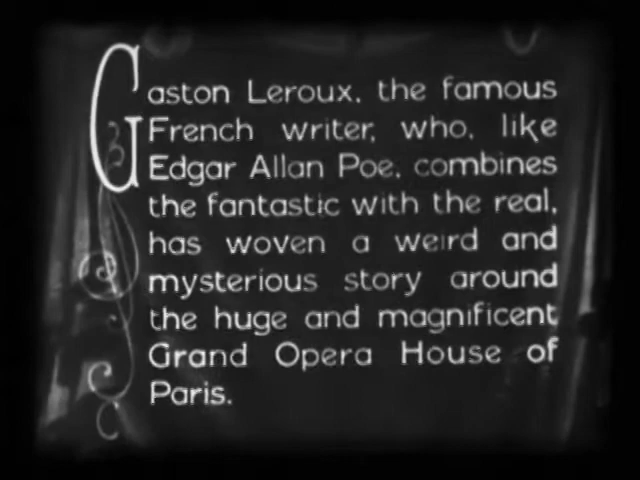 Gaston Leroux, the famous
French writer, who, like
Edgar Allan Poe, combines
the fantastic with the real,
has woven a weird and
mysterious story around
the huge and magnificent
Grand Opera House of
Paris.